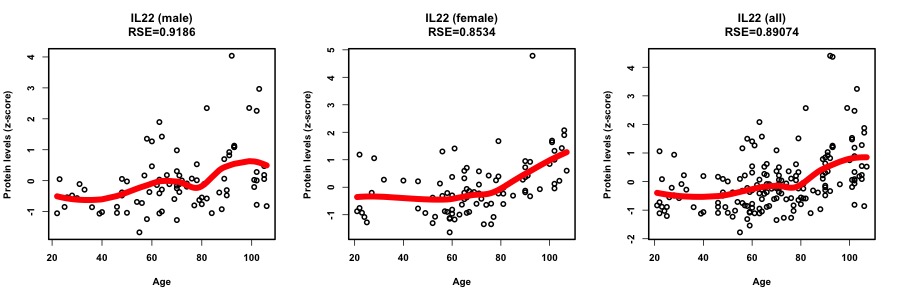 IL22 (male)
RSE=0.9186
Protein levels (z-score)
4
3
2
1
0
-1
20 40 60 80 100
Age
IL22 (female)
RSE=0.8534
Protein levels (z-score)
5
4
3
2
1
0
-1
20 40 60 80 100
Age
IL22 (all)
RSE=0.89074
Protein levels (z-score)
4
3
2
1
0
-1
-2
20 40 60 80 100
Age